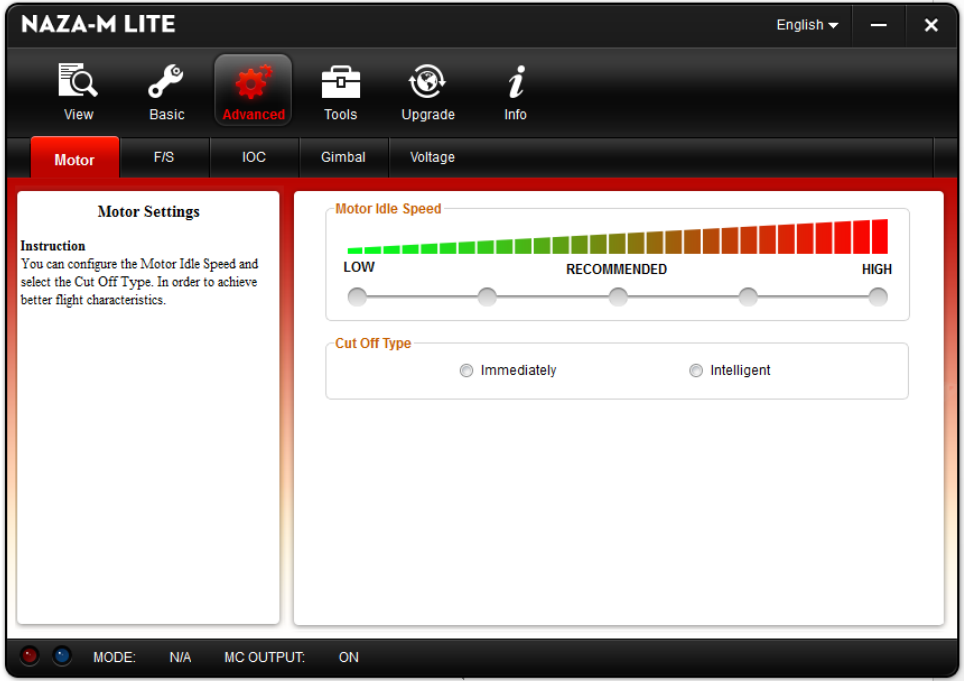 NAZA-M LITE
English
View
Basic
Advanced
Tools
Upgrade
Info
Motor
F/S
IOC
Gimbal
Voltage
Motor Settings
Instruction
You can configure the Motor Idle Speed and
select the Cut Off Type. In order to achieve
better flight characteristics.
Motor Idle Speed
LOW
RECOMMENDED
HIGH
Cut Off Type
Immediately
Intelligent
MODE: N/A MC OUTPUT: ON